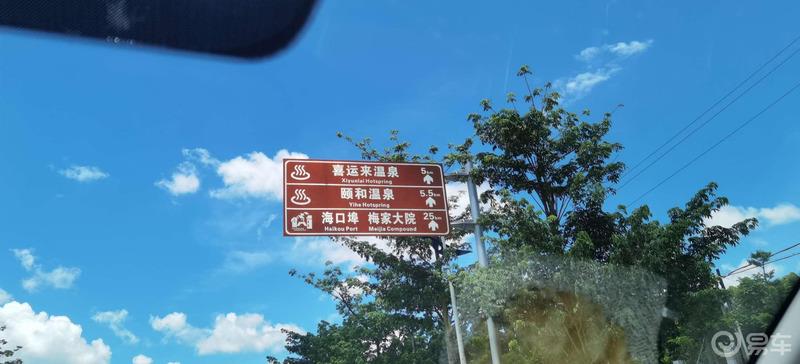 喜运来温泉 5km
Xiyunlai Hotspring
颐和温泉 5.5km
Yihe Hotspring
海口埠 梅家大院 25km
Haikou Port Meijia Compound
易车